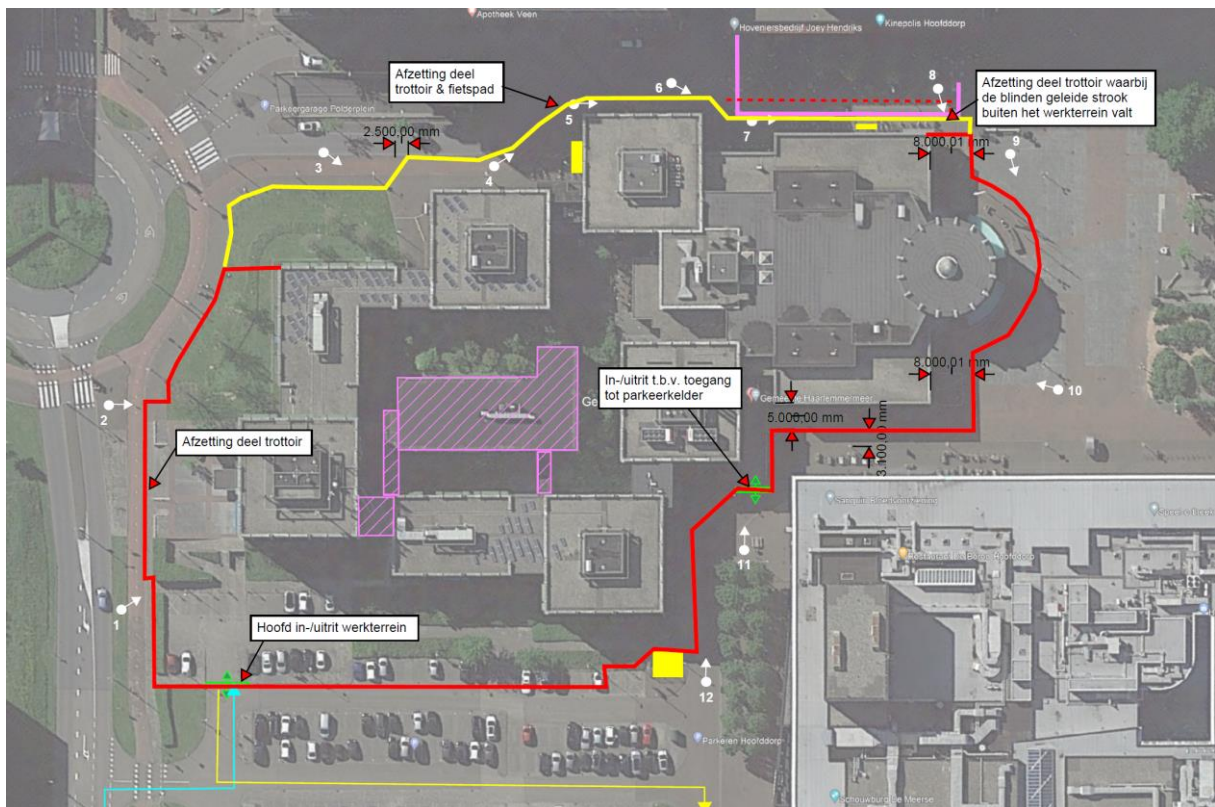 Apotheek Veen
Hoveniersbedrijf Joey Hendriks
Kinepolis Hoofddorp
Afzetting deel
trottoir & fietspad
6
8
Afzetting deel trottoir waarbij
de blinden geleide strook
buiten het werkterrein valt
Parkeergarage Polderplein
5
2.500,00 mm
7
3
4
8.000,01 mm
9
In-/uitrit t.b.v. toegang
tot parkeerkelder
8.000,01 mm
10
Ge
Gemeente Haarlemmermeer
2
5.000,00 mm
3.100,00 mm
Afzetting deel trottoir
11
1
Hoofd in-/uitrit werkterrein
12
Parkeren Hoofddorp
Schouwburg De Meerse